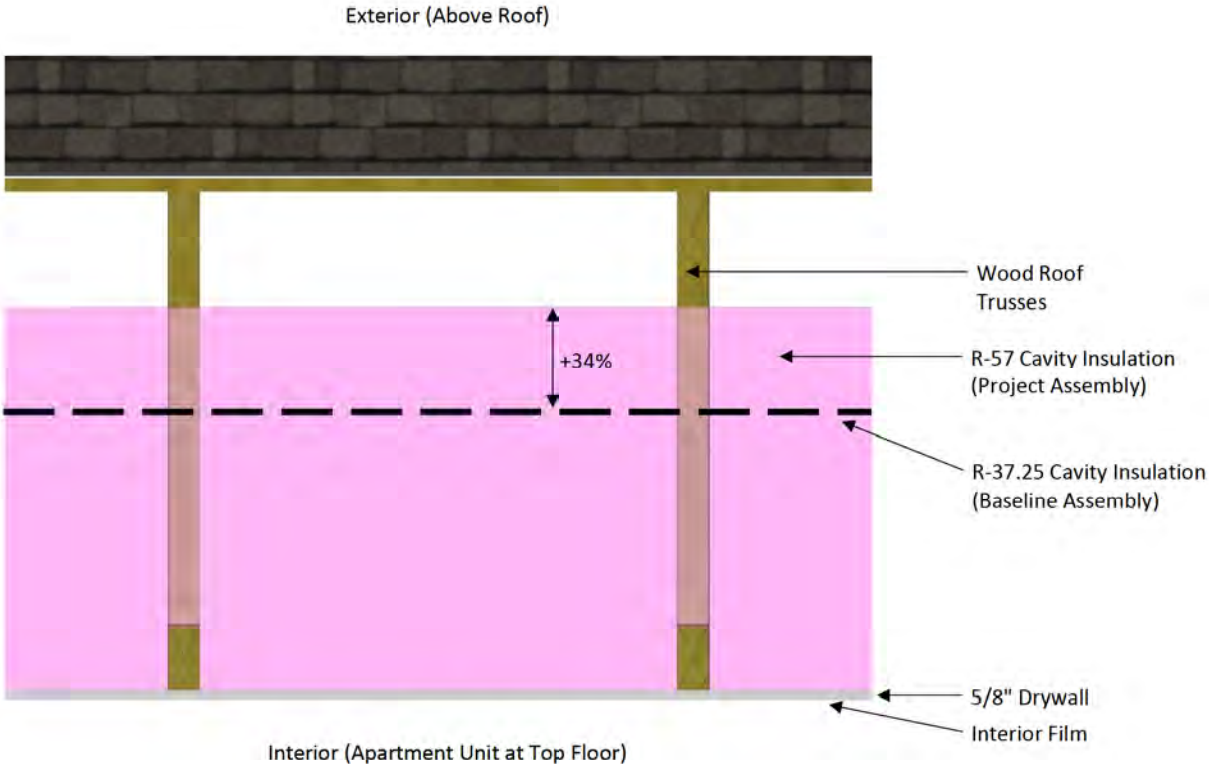 Exterior (Above Roof)
Wood Roof
Trusses
+34%
R-57 Cavity Insulation
(Project Assembly)
R-37.25 Cavity Insulation
(Baseline Assembly)
5/8" Drywall
Interior Film
Interior (Apartment Unit at Top Floor)